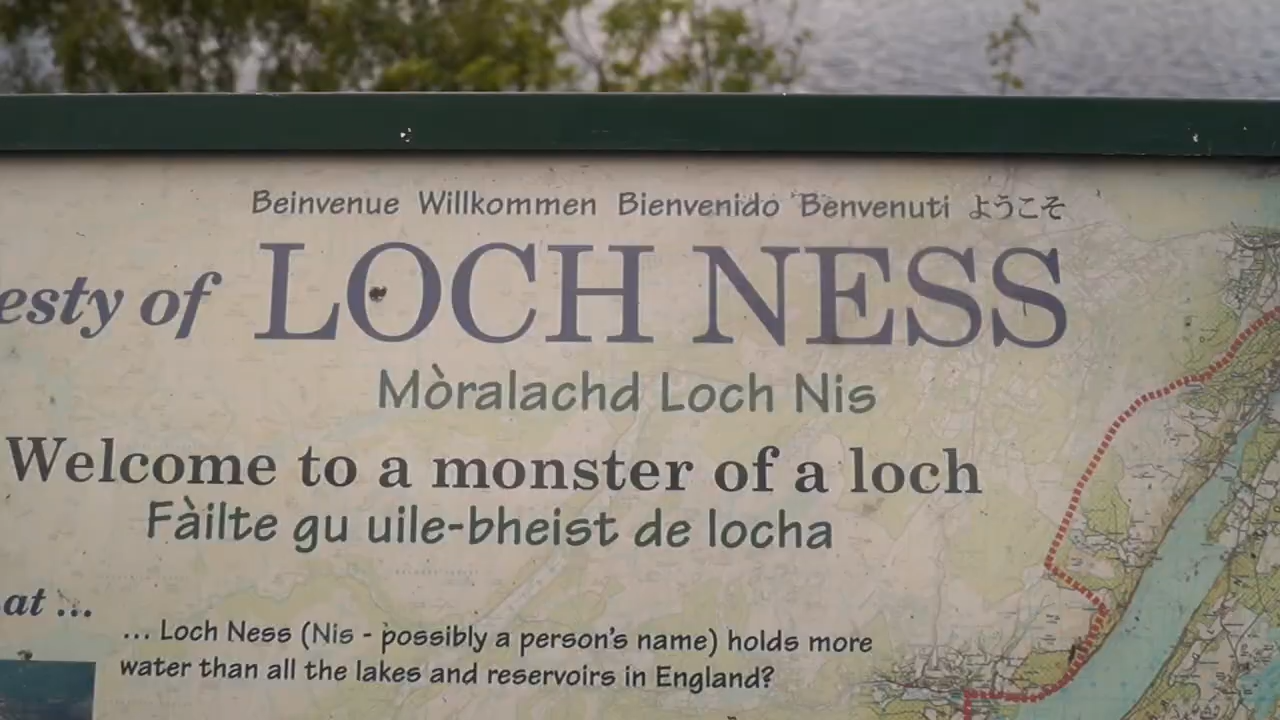 Beinvenue Willkommen Bienvenido Benvenuti ようこそ
esty of LOCH NESS
Mòralachd Loch Nis
Welcome to a monster of a loch
Fàilte gu uile-bheist de locha
at ...
... Loch Ness (Nis - possibly a person's name) holds more
water than all the lakes and reservoirs in England?